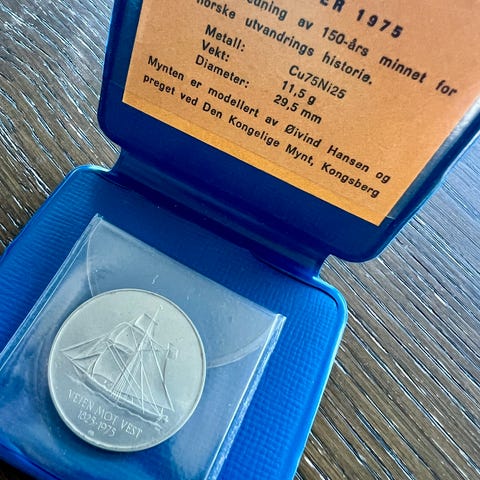 ER 1975
edning av 150-års minnet for
norske utvandrings historie.
Metall: Cu75Ni25
Vekt: 11,5 g
Diameter: 29,5 mm
Mynten er modellert av Øivind Hansen og
preget ved Den Kongelige Mynt, Kongsberg
VEIEN MOT VEST
1825-1975